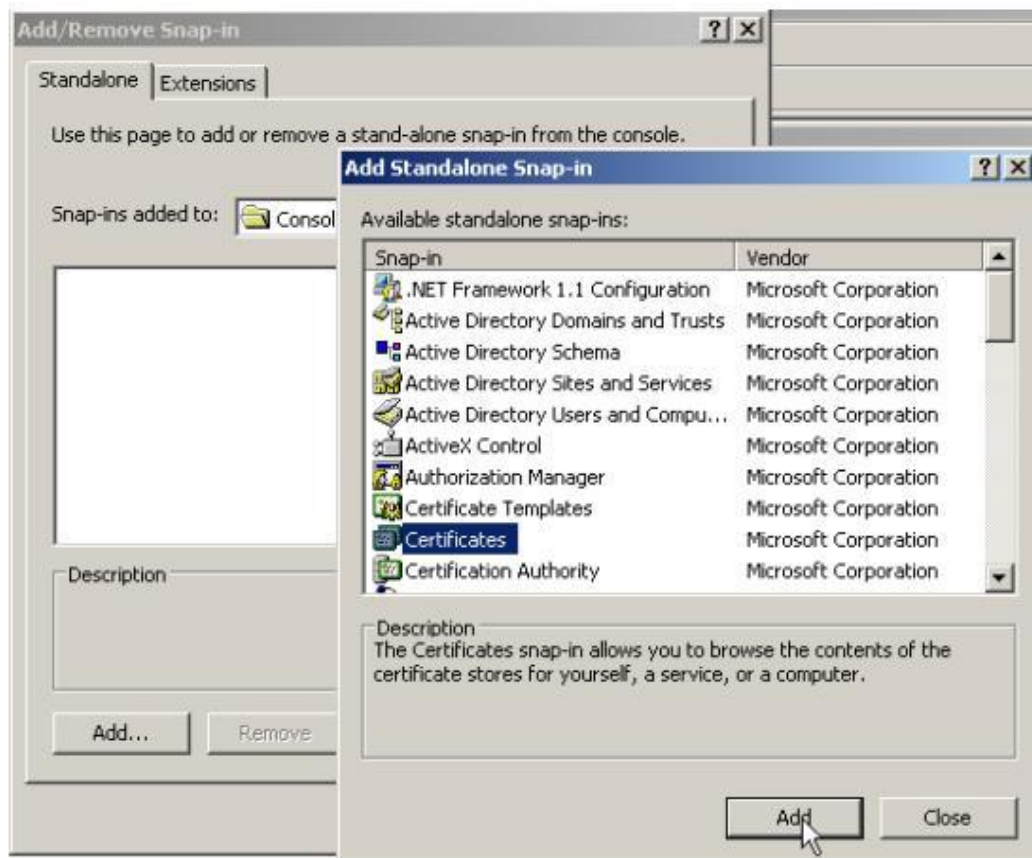 Add/Remove Snap-in
Standalone Extensions
Use this page to add or remove a stand-alone snap-in from the console.
Snap-ins added to: Consol
Description
Add... Remove
Add Standalone Snap-in
Available standalone snap-ins:
Snap-in Vendor
.NET Framework 1.1 Configuration Microsoft Corporation
Active Directory Domains and Trusts Microsoft Corporation
Active Directory Schema Microsoft Corporation
Active Directory Sites and Services Microsoft Corporation
Active Directory Users and Compu... Microsoft Corporation
ActiveX Control Microsoft Corporation
Authorization Manager Microsoft Corporation
Certificate Templates Microsoft Corporation
Certificates Microsoft Corporation
Certification Authority Microsoft Corporation
Description
The Certificates snap-in allows you to browse the contents of the
certificate stores for yourself, a service, or a computer.
Add Close